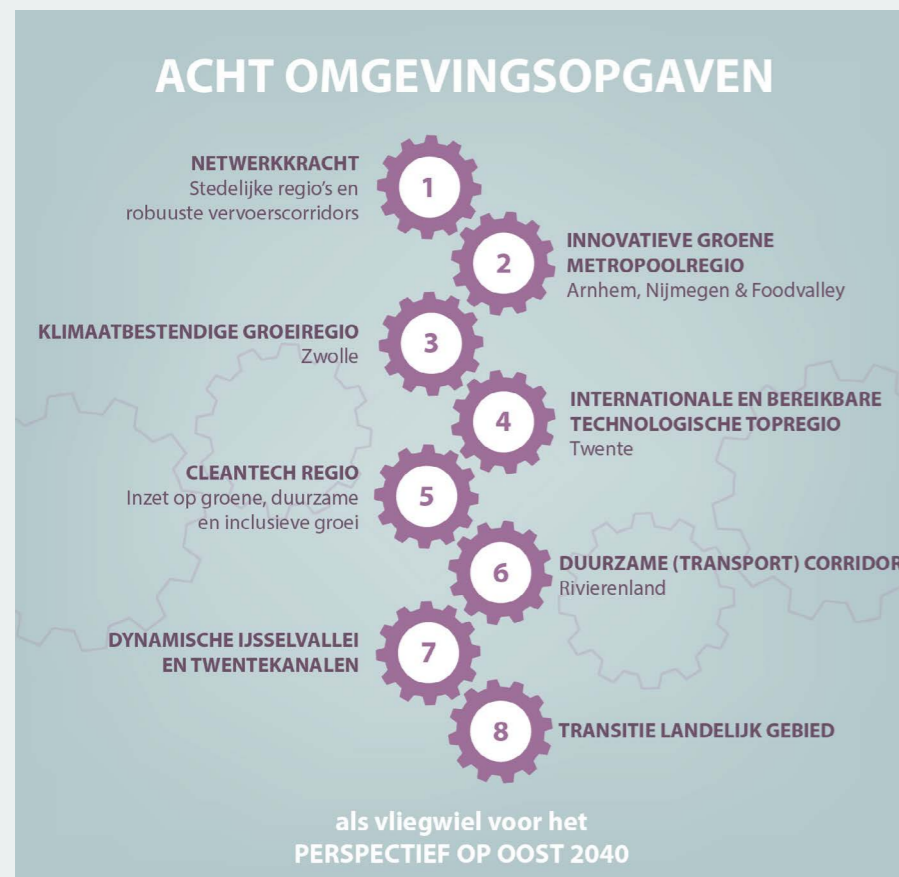 ACHT OMGEVINGSOPGAVEN
1
NETWERKKRACHT
Stedelijke regio's en
robuuste vervoerscorridors
2
INNOVATIEVE GROENE
METROPOOLREGIO
Arnhem, Nijmegen & Foodvalley
3
KLIMAATBESTENDIGE GROEIREGIO
Zwolle
4
INTERNATIONALE EN BEREIKBARE
TECHNOLOGISCHE TOPREGIO
Twente
5
CLEANTECH REGIO
Inzet op groene, duurzame
en inclusieve groei
6
DUURZAME (TRANSPORT) CORRIDOR
Rivierenland
7
DYNAMISCHE IJSSELVALLEI
EN TWENTEKANALEN
8
TRANSITIE LANDELIJK GEBIED
als vliegwiel voor het
PERSPECTIEF OP OOST 2040